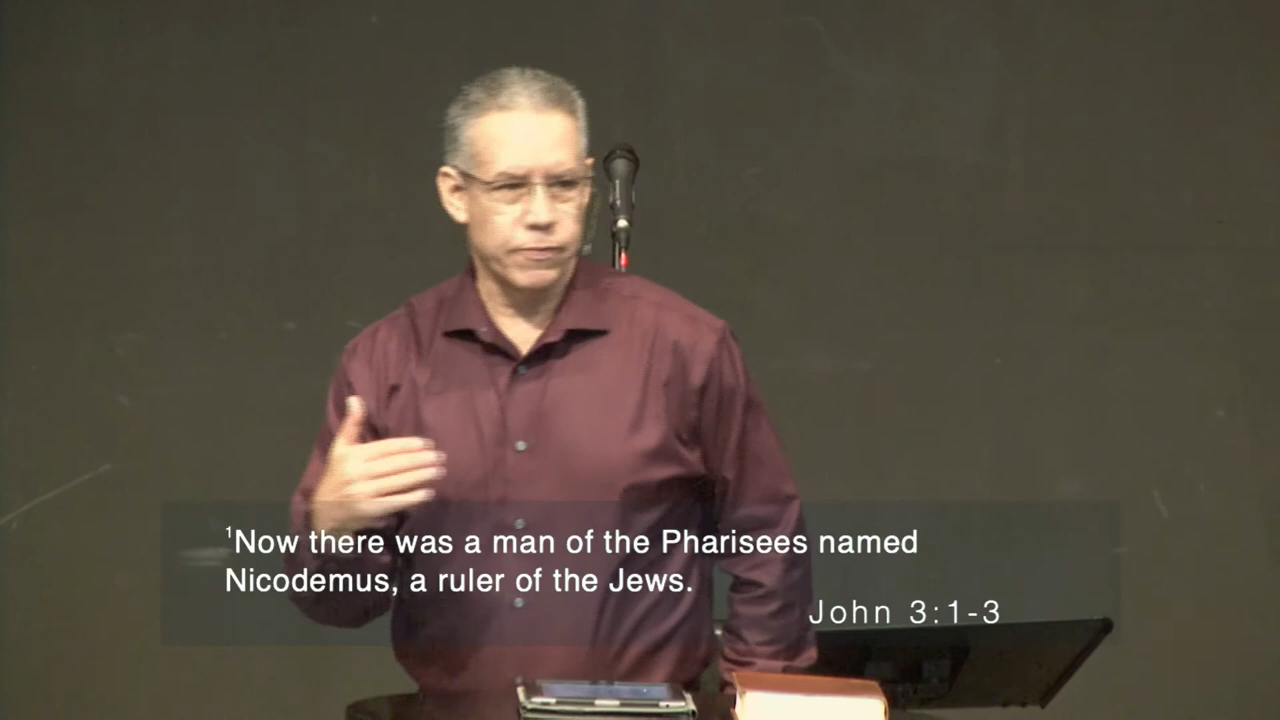 ¹Now there was a man of the Pharisees named
Nicodemus, a ruler of the Jews.
John 3:1-3